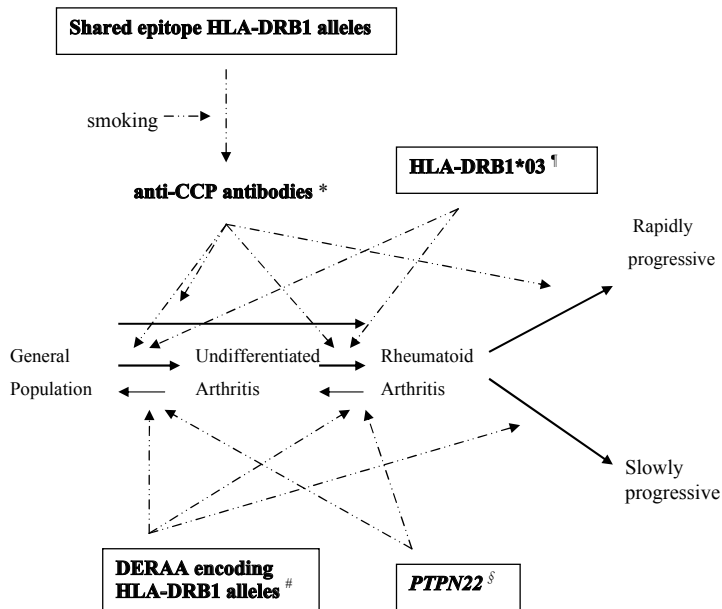 Shared epitope HLA-DRB1 alleles
smoking
anti-CCP antibodies *
HLA-DRB1*03 ¶
Rapidly
progressive
General
Population
Undifferentiated
Arthritis
Rheumatoid
Arthritis
Slowly
progressive
DERAA encoding
HLA-DRB1 alleles #
PTPN22 §